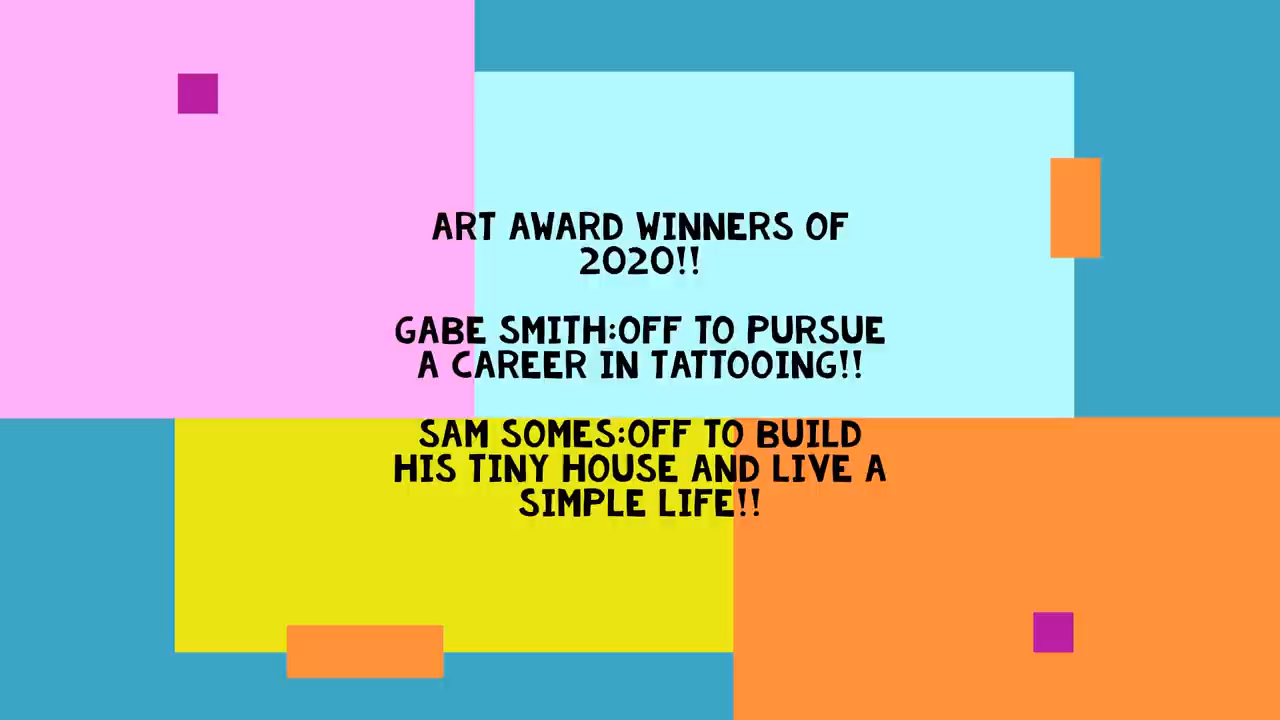 ART AWARD WINNERS OF
2020!!
GABE SMITH:OFF TO PURSUE
A CAREER IN TATTOOING!!
SAM SOMES:OFF TO BUILD
HIS TINY HOUSE AND LIVE A
SIMPLE LIFE!!